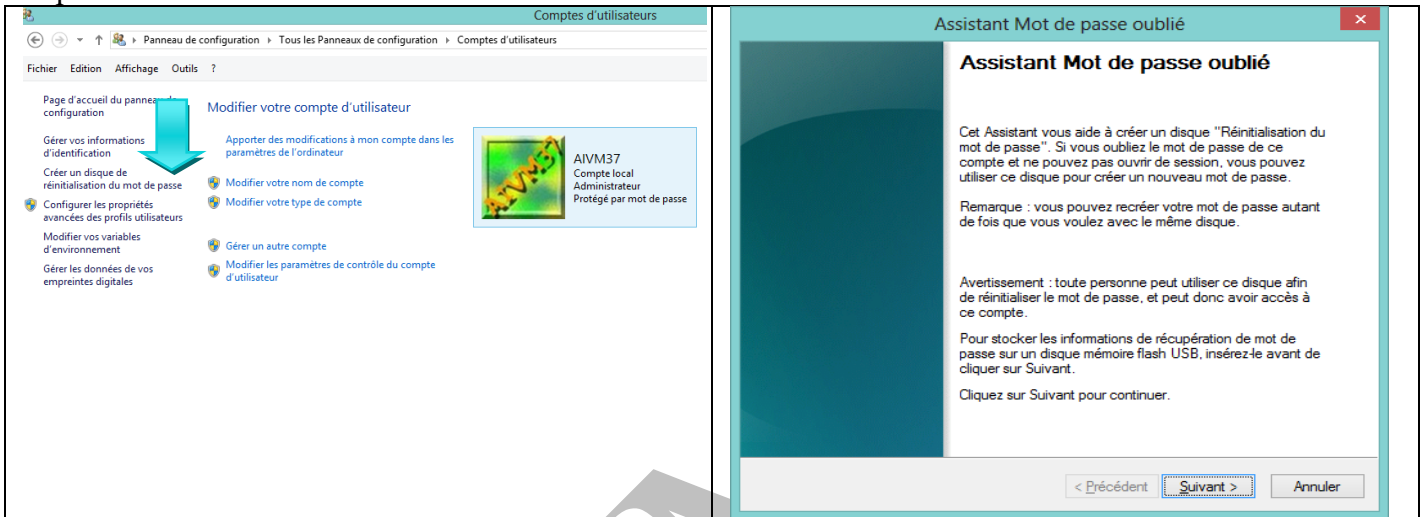 Comptes d'utilisateurs
Panneau de configuration ▸ Tous les Panneaux de configuration ▸ Comptes d'utilisateurs
Fichier Edition Affichage Outils ?
Page d'accueil du panneau de
configuration
Gérer vos informations
d'identification
Créer un disque de
réinitialisation du mot de passe
Configurer les propriétés
avancées des profils utilisateurs
Modifier vos variables
d'environnement
Gérer les données de vos
empreintes digitales
Modifier votre compte d'utilisateur
Apporter des modifications à mon compte dans les
paramètres de l'ordinateur
Modifier votre nom de compte
Modifier votre type de compte
Gérer un autre compte
Modifier les paramètres de contrôle du compte
d'utilisateur
AIVM37
AIVM37
Compte local
Administrateur
Protégé par mot de passe
Assistant Mot de passe oublié
Assistant Mot de passe oublié
Cet Assistant vous aide à créer un disque "Réinitialisation du
mot de passe". Si vous oubliez le mot de passe de ce
compte et ne pouvez pas ouvrir de session, vous pouvez
utiliser ce disque pour créer un nouveau mot de passe.
Remarque : vous pouvez recréer votre mot de passe autant
de fois que vous voulez avec le même disque.
Avertissement : toute personne peut utiliser ce disque afin
de réinitialiser le mot de passe, et peut donc avoir accès à
ce compte.
Pour stocker les informations de récupération de mot de
passe sur un disque mémoire flash USB, insérez-le avant de
cliquer sur Suivant.
Cliquez sur Suivant pour continuer.
< Précédent Suivant > Annuler